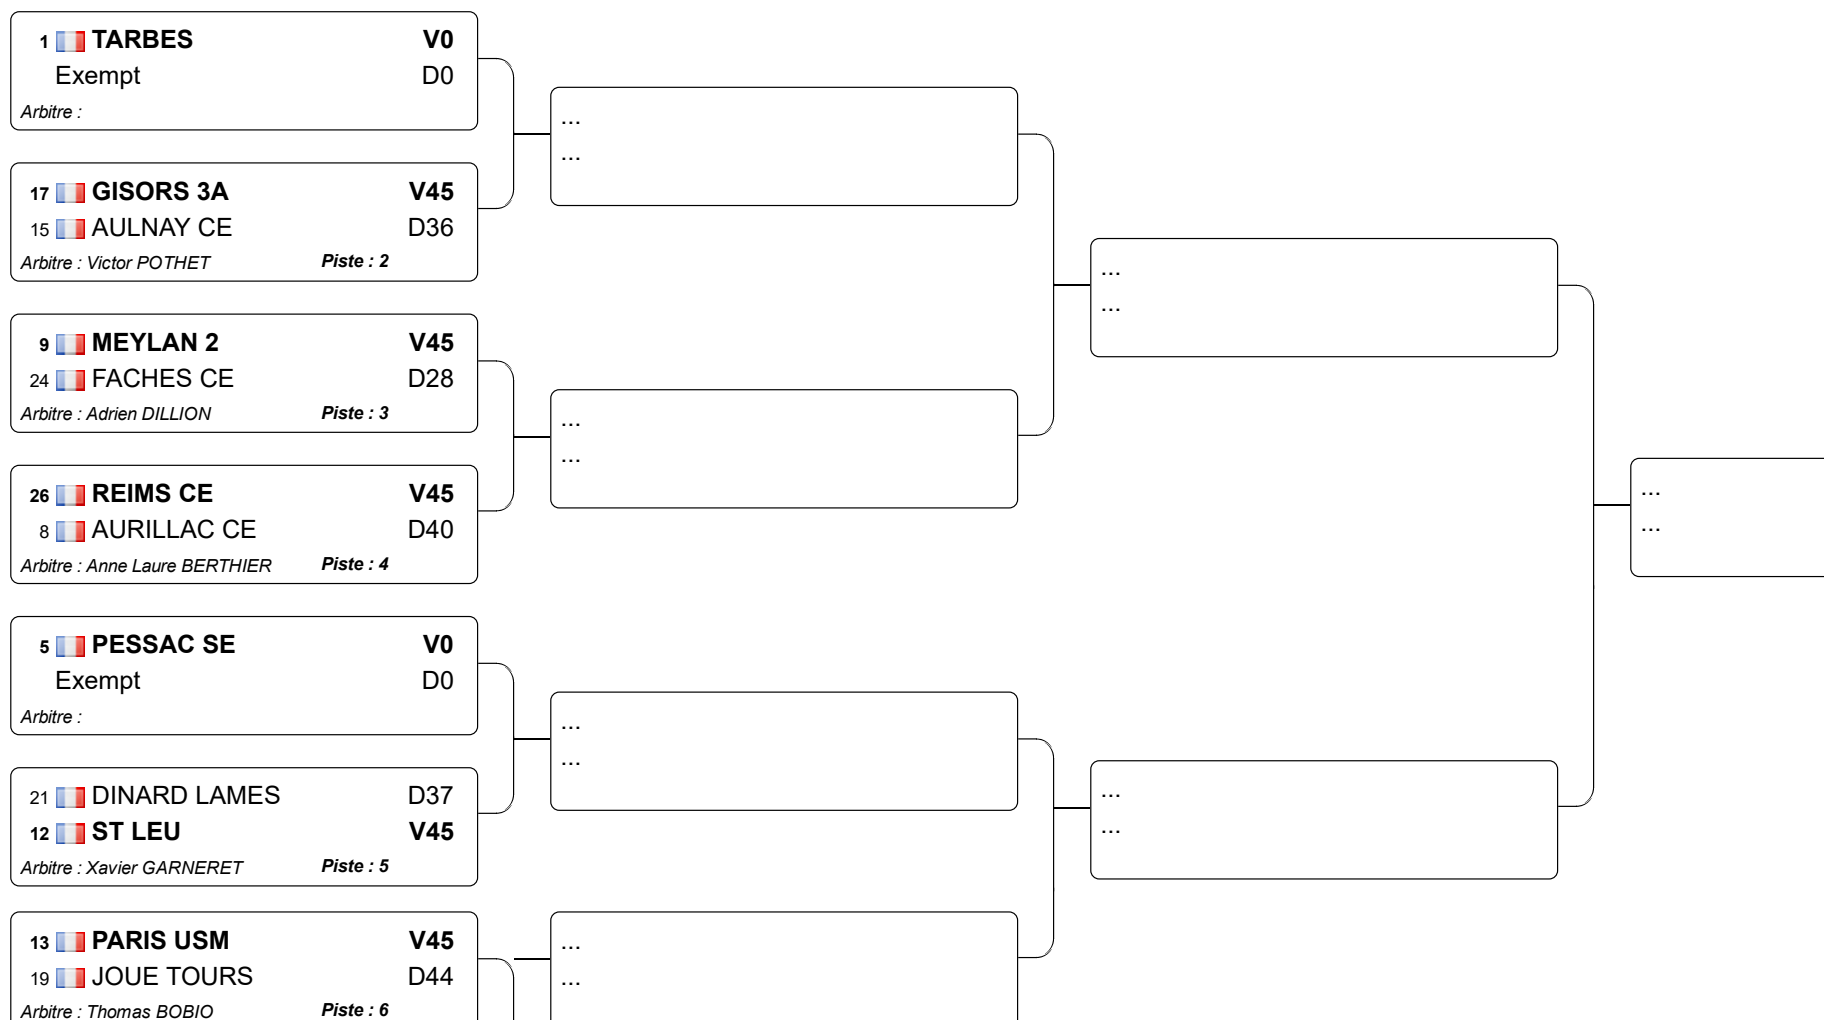 1 TARBES V0
Exempt D0
Arbitre :
17 GISORS 3A V45
15 AULNAY CE D36
Arbitre : Victor POTHET Piste : 2
9 MEYLAN 2 V45
24 FACHES CE D28
Arbitre : Adrien DILLION Piste : 3
26 REIMS CE V45
8 AURILLAC CE D40
Arbitre : Anne Laure BERTHIER Piste : 4
5 PESSAC SE V0
Exempt D0
Arbitre :
21 DINARD LAMES D37
12 ST LEU V45
Arbitre : Xavier GARNERET Piste : 5
13 PARIS USM V45
19 JOUE TOURS D44
Arbitre : Thomas BOBIO Piste : 6
...
...
...
...
...
...
...
...
...
...
...
...
...
...